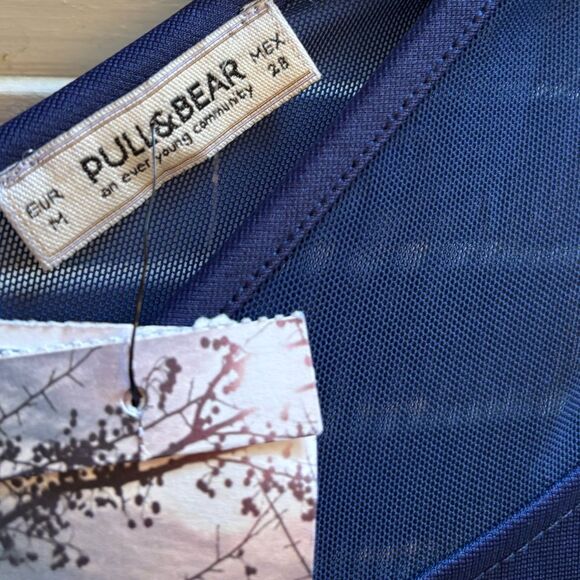 EUR
M
PULL&BEAR
an ever young community
MEX
28